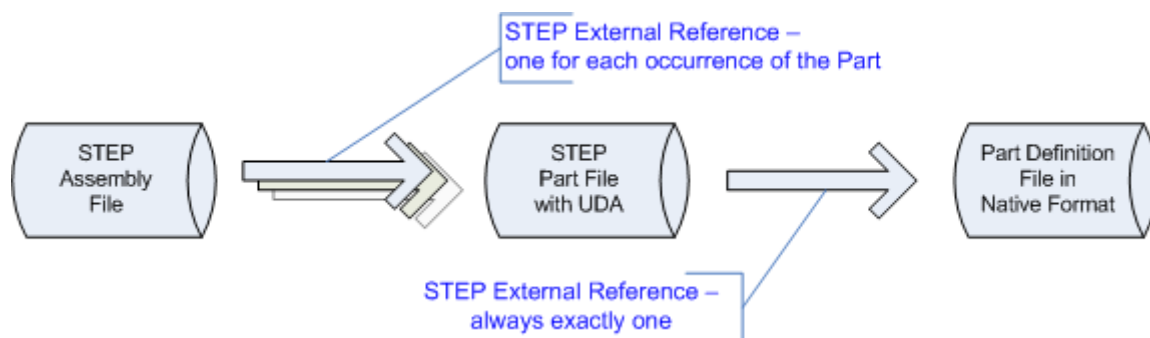 STEP External Reference –
one for each occurrence of the Part
STEP
Assembly
File
STEP
Part File
with UDA
Part Definition
File in
Native Format
STEP External Reference –
always exactly one